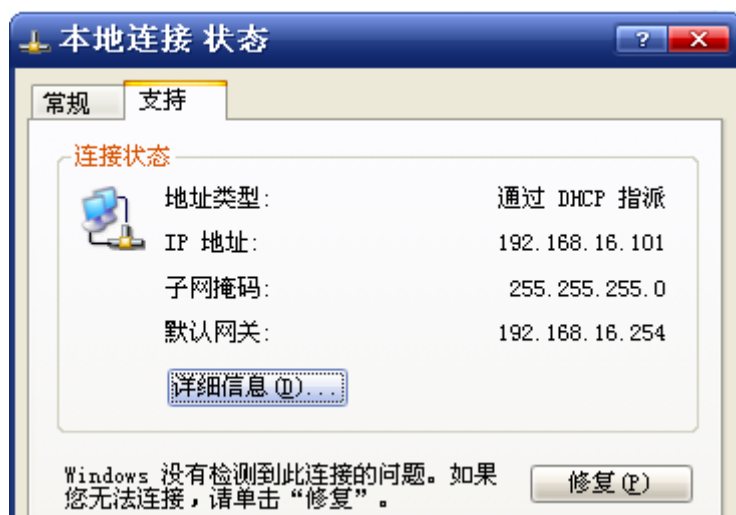 本地连接 状态
?
常规
支持
连接状态
地址类型: 通过 DHCP 指派
IP 地址: 192.168.16.101
子网掩码: 255.255.255.0
默认网关: 192.168.16.254
详细信息(D)...
Windows 没有检测到此连接的问题。如果
您无法连接，请单击“修复”。
修复(P)